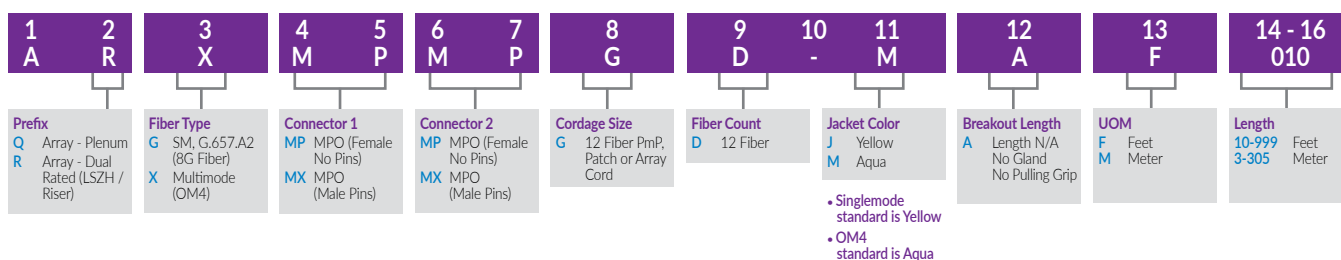 1 2 3 4 5 6 7 8 9 10 11 12 13 14 - 16
A R X M P M P G D - M A F 010
Prefix
Q Array - Plenum
R Array - Dual
Rated (LSZH /
Riser)
Fiber Type
G SM, G.657.A2
(8G Fiber)
X Multimode
(OM4)
Connector 1
MP MPO (Female
No Pins)
MX MPO
(Male Pins)
Connector 2
MP MPO (Female
No Pins)
MX MPO
(Male Pins)
Cordage Size
G 12 Fiber PmP,
Patch or Array
Cord
Fiber Count
D 12 Fiber
Jacket Color
J Yellow
M Aqua
• Singlemode
standard is Yellow
• OM4
standard is Aqua
Breakout Length
A Length N/A
No Gland
No Pulling Grip
UOM
F Feet
M Meter
Length
10-999 Feet
3-305 Meter